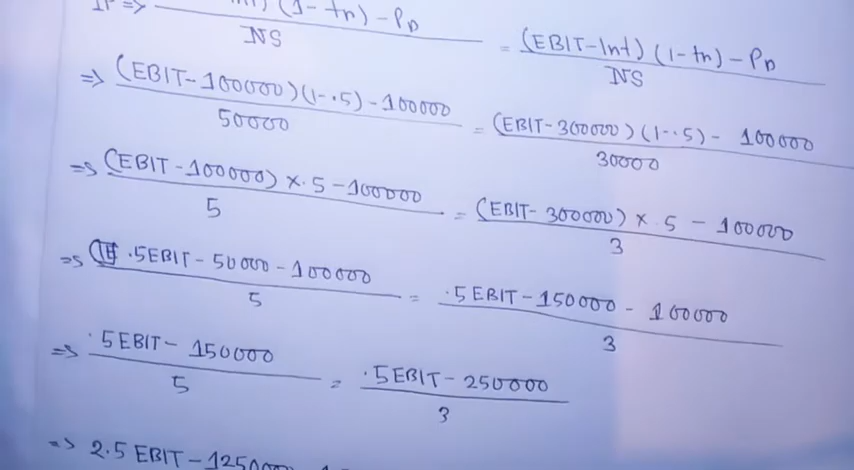 IP => (1-tn) - PD / NS = (EBIT-Int) (1-tn) - PD / NS
=> (EBIT-100000)(1-.5) - 100000 / 50000 = (EBIT-300000)(1-.5) - 100000 / 30000
=> (EBIT-100000) x.5 - 100000 / 5 = (EBIT-300000) x.5 - 100000 / 3
=> .5EBIT - 50000 - 100000 / 5 = .5EBIT - 150000 - 100000 / 3
=> .5EBIT - 150000 / 5 = .5EBIT - 250000 / 3
=> 2.5 EBIT - 1250